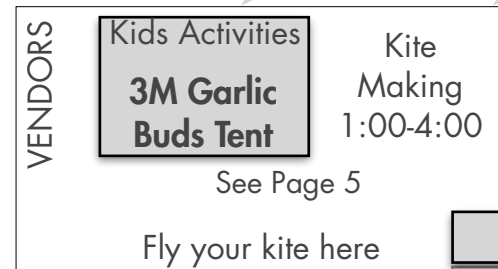 VENDORS
Kids Activities
3M Garlic
Buds Tent
Kite
Making
1:00-4:00
See Page 5
Fly your kite here